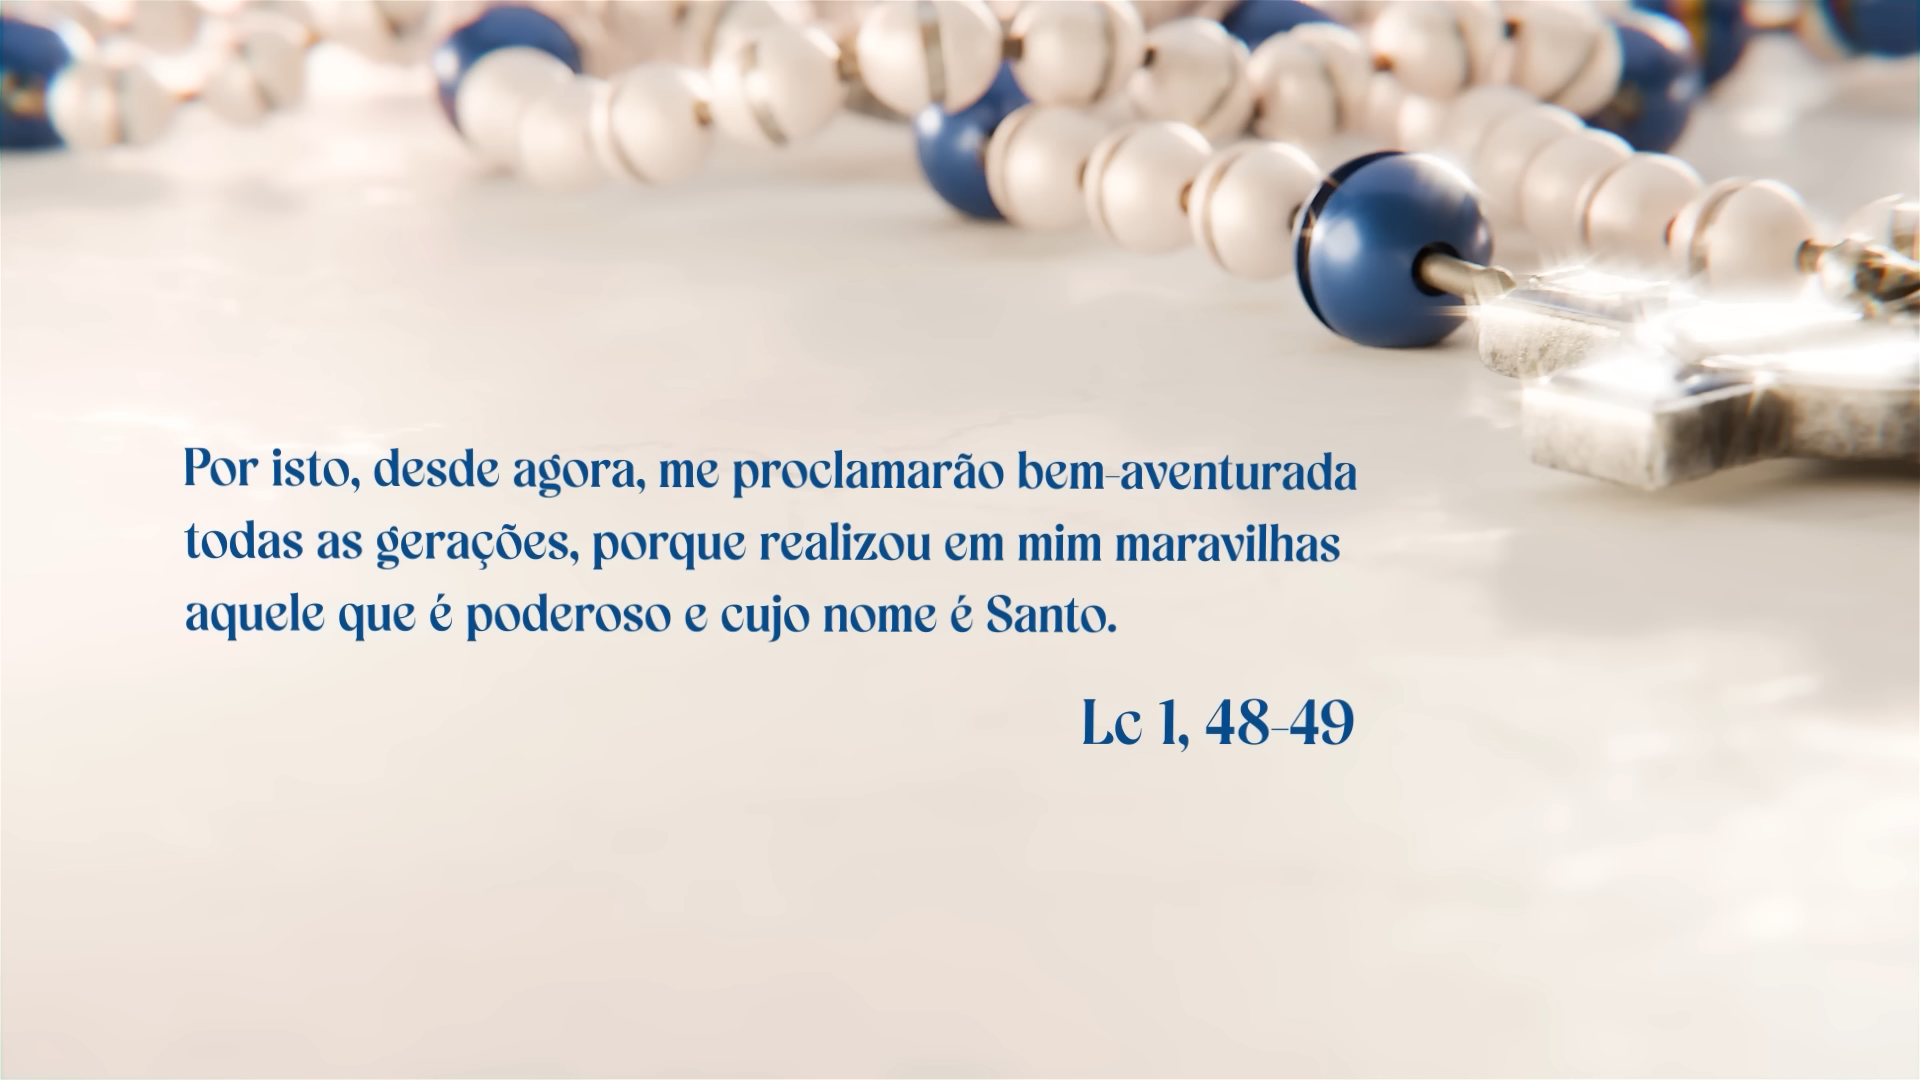 Por isto, desde agora, me proclamarão bem-aventurada
todas as gerações, porque realizou em mim maravilhas
aquele que é poderoso e cujo nome é Santo.
Lc 1, 48-49